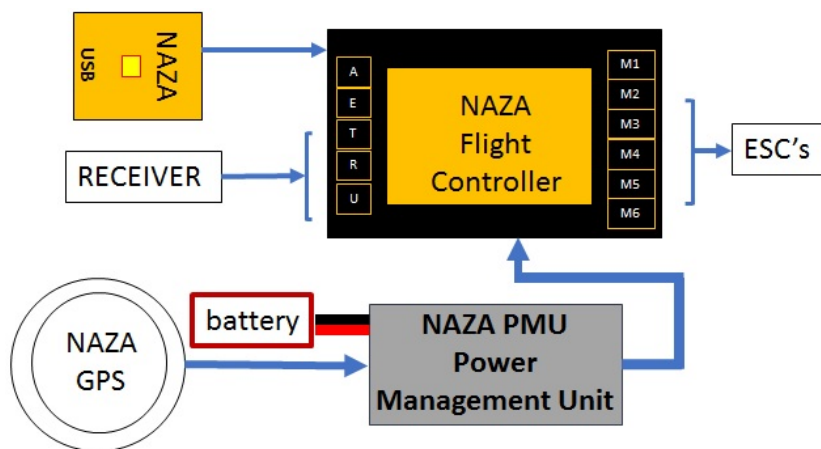 NAZA
USB
A
E
T
R
U
NAZA
Flight
Controller
M1
M2
M3
M4
M5
M6
ESC's
RECEIVER
NAZA
GPS
battery
NAZA PMU
Power
Management Unit